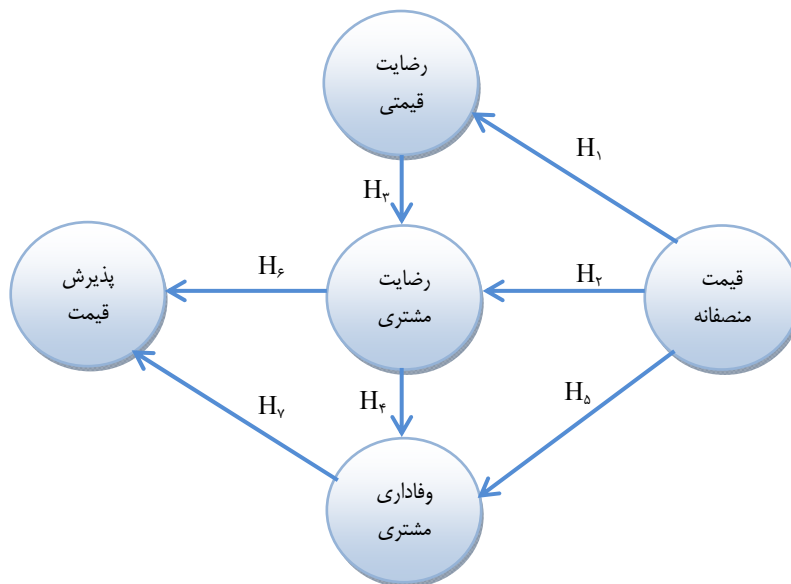 رضایت
قیمتی
H۱
H۳
پذیرش
قیمت
H۶
رضایت
مشتری
H۲
قیمت
منصفانه
H۴
H۵
H۷
وفاداری
مشتری